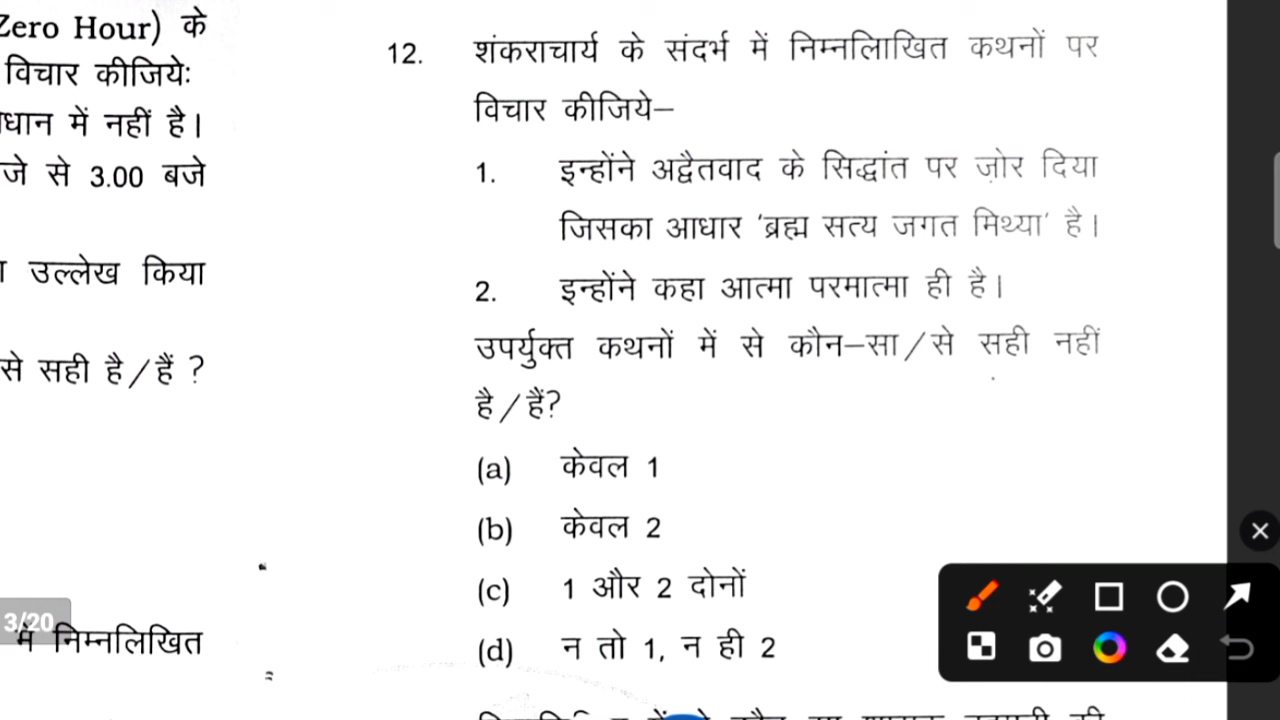 Zero Hour) के
विचार कीजियेः
धान में नहीं है।
जे से 3.00 बजे
उल्लेख किया
से सही है/हैं ?
3/20
में निम्नलिखित
12. शंकराचार्य के संदर्भ में निम्नलिाखित कथनों पर
विचार कीजिये–
1. इन्होंने अद्वैतवाद के सिद्धांत पर ज़ोर दिया
जिसका आधार 'ब्रह्म सत्य जगत मिथ्या' है।
2. इन्होंने कहा आत्मा परमात्मा ही है।
उपर्युक्त कथनों में से कौन–सा/से सही नहीं
है/हैं?
(a) केवल 1
(b) केवल 2
(c) 1 और 2 दोनों
(d) न तो 1, न ही 2